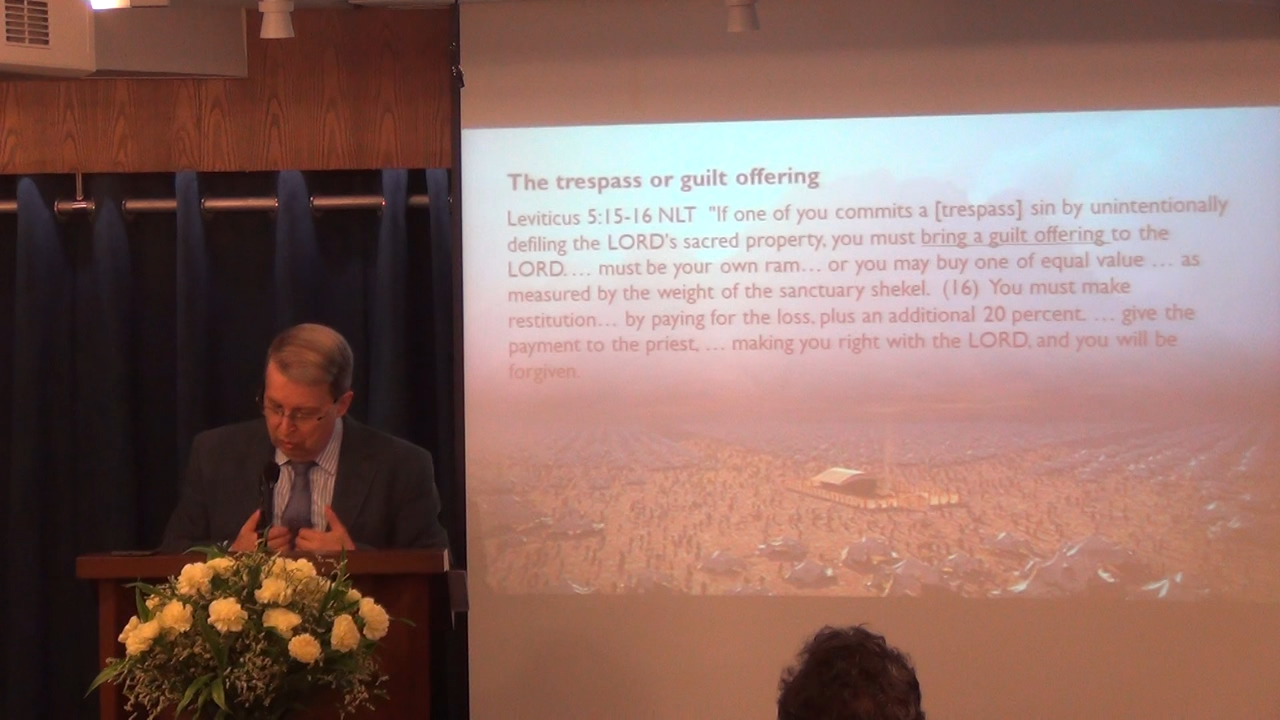 The trespass or guilt offering
Leviticus 5:15-16 NLT "If one of you commits a [trespass] sin by unintentionally
defiling the LORD's sacred property, you must bring a guilt offering to the
LORD.… must be your own ram… or you may buy one of equal value … as
measured by the weight of the sanctuary shekel. (16) You must make
restitution… by paying for the loss, plus an additional 20 percent. … give the
payment to the priest, … making you right with the LORD, and you will be
forgiven.